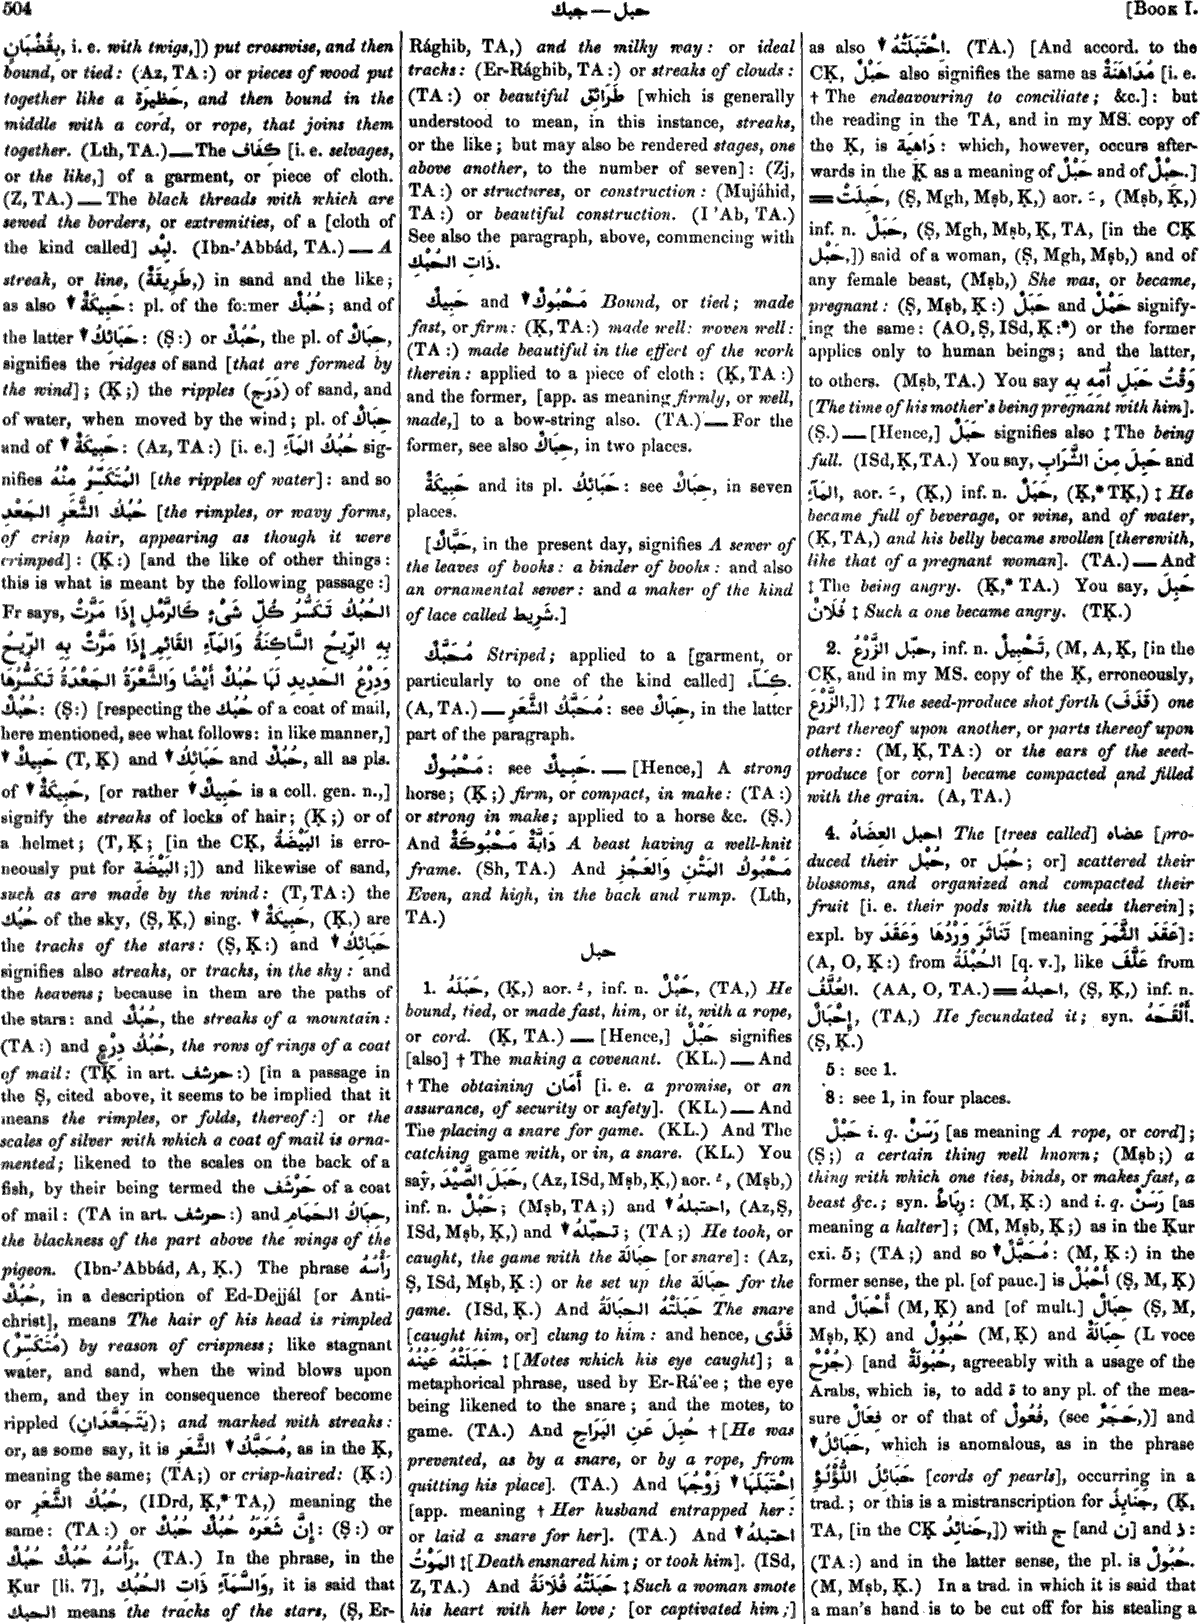 504
حبك — حبل
[BOOK I.
بِقُضْبَانٍ, i. e. with twigs,]) put crosswise, and then
bound, or tied: (Az, TA:) or pieces of wood put
together like a حَظِيرَة, and then bound in the
middle with a cord, or rope, that joins them
together. (Lth, TA.) — The كِفَاف [i. e. selvages,
or the like,] of a garment, or piece of cloth.
(Z, TA.) — The black threads with which are
sewed the borders, or extremities, of a [cloth of
the kind called] لِبْد. (Ibn-'Abbád, TA.) — A
streak, or line, (طَرِيقَةٌ,) in sand and the like;
as also ▼ حَبِيكَةٌ: pl. of the former حُبُكٌ; and of
the latter ▼ حَبَائِكُ: (Ṣ:) or حُبُكٌ, the pl. of حِبَاكٌ,
signifies the ridges of sand [that are formed by
the wind]; (Ḳ;) the ripples (دَرَج) of sand, and
of water, when moved by the wind; pl. of حِبَاكٌ
and of ▼ حَبِيكَةٌ: (Az, TA:) [i. e.] حُبُكُ المَآءِ sig-
nifies المُتَكَسِّرُ مِنْهُ [the ripples of water]: and so
حُبُكُ الشَّعَرِ الجَعْدِ [the rimples, or wavy forms,
of crisp hair, appearing as though it were
crimped]: (Ḳ:) [and the like of other things:
this is what is meant by the following passage:]
Fr says, الحُبُكُ تَكَسُّرُ كُلِّ شَىْءٍ كَالرَّمْلِ إِذَا مَرَّتْ
بِهِ الرِّيحُ السَّاكِنَةُ وَالمَآءِ القَائِمِ إِذَا مَرَّتْ بِهِ الرِّيحُ
وَدِرْعُ الحَدِيدِ لَهَا حُبُكٌ أَيْضًا وَالشَّعْرَةُ الجَعْدَةُ تَكَسُّرُهَا
حُبُكٌ: (Ṣ:) [respecting the حُبُك of a coat of mail,
here mentioned, see what follows: in like manner,]
▼ حَبِيكٌ (T, Ḳ) and ▼ حَبَائِكُ and حُبُكٌ, all as pls.
of ▼ حَبِيكَةٌ, [or rather ▼ حَبِيكٌ is a coll. gen. n.,]
signify the streaks of locks of hair; (Ḳ;) or of
a helmet; (T, Ḳ; [in the CḲ, البَيْضَةُ is erro-
neously put for البَيْضَةِ;]) and likewise of sand,
such as are made by the wind: (T, TA:) the
حُبُك of the sky, (Ṣ, Ḳ,) sing. ▼ حَبِيكَةٌ, (Ḳ,) are
the tracks of the stars: (Ṣ, Ḳ:) and ▼ حَبَائِكُ
signifies also streaks, or tracks, in the sky: and
the heavens; because in them are the paths of
the stars: and حُبُكٌ, the streaks of a mountain:
(TA:) and حُبُكُ دِرْعٍ, the rows of rings of a coat
of mail: (TḲ in art. حرشف:) [in a passage in
the Ṣ, cited above, it seems to be implied that it
means the rimples, or folds, thereof:] or the
scales of silver with which a coat of mail is orna-
mented; likened to the scales on the back of a
fish, by their being termed the حَرْشَف of a coat
of mail: (TA in art. حرشف:) and حِبَاكُ الحَمَامِ,
the blackness of the part above the wings of the
pigeon. (Ibn-'Abbád, A, Ḳ.) The phrase رَأْسُهُ
حُبُكٌ, in a description of Ed-Dejjál [or Anti-
christ], means The hair of his head is rimpled
(مُتَكَسِّرٌ) by reason of crispness; like stagnant
water, and sand, when the wind blows upon
them, and they in consequence thereof become
rippled (يَتَجَعَّدَانِ); and marked with streaks:
or, as some say, it is مُحَبَّكُ ▼ الشَّعَرِ, as in the Ḳ,
meaning the same; (TA;) or crisp-haired: (Ḳ:)
or حُبُكُ الشَّعَرِ, (IDrd, Ḳ,* TA,) meaning the
same: (TA:) or إِنَّ شَعَرَهُ حُبُكٌ حُبُكٌ: (Ṣ:) or
رَأْسُهُ حُبُكٌ حُبُكٌ. (TA.) In the phrase, in the
Ḳur [li. 7], وَالسَّمَآءِ ذَاتِ الحُبُكِ, it is said that
الحبك means the tracks of the stars, (Ṣ, Er-
Rághib, TA,) and the milky way: or ideal
tracks: (Er-Rághib, TA:) or streaks of clouds:
(TA:) or beautiful طَرَائِق [which is generally
understood to mean, in this instance, streaks,
or the like; but may also be rendered stages, one
above another, to the number of seven]: (Zj,
TA:) or structures, or construction: (Mujáhid,
TA:) or beautiful construction. (I 'Ab, TA.)
See also the paragraph, above, commencing with
ذَاتِ الحُبُكِ.
حَبِيكٌ and ▼ مَحْبُوكٌ Bound, or tied; made
fast, or firm: (Ḳ, TA:) made well: woven well:
(TA:) made beautiful in the effect of the work
therein: applied to a piece of cloth: (Ḳ, TA:)
and the former, [app. as meaning firmly, or well,
made,] to a bow-string also. (TA.) — For the
former, see also حِبَاكٌ, in two places.
حَبِيكَةٌ and its pl. حَبَائِكُ: see حِبَاكٌ, in seven
places.
[حَبَّاكٌ, in the present day, signifies A sewer of
the leaves of books: a binder of books: and also
an ornamental sewer: and a maker of the kind
of lace called شَرِيط.]
مُحَبَّكٌ Striped; applied to a [garment, or
particularly to one of the kind called] كِسَآء.
(A, TA.) — مُحَبَّكُ الشَّعَرِ: see حِبَاكٌ, in the latter
part of the paragraph.
مَحْبُوكٌ: see حَبِيكٌ. — [Hence,] A strong
horse; (Ḳ;) firm, or compact, in make: (TA:)
or strong in make; applied to a horse &c. (Ṣ.)
And دَابَّةٌ مَحْبُوكَةٌ A beast having a well-knit
frame. (Sh, TA.) And مَحْبُوكُ المَتْنِ وَالعَجُزِ
Even, and high, in the back and rump. (Lth,
TA.)
حبل
1. حَبَلَهُ, (Ḳ,) aor. ـُ, inf. n. حَبْلٌ, (TA,) He
bound, tied, or made fast, him, or it, with a rope,
or cord. (Ḳ, TA.) — [Hence,] حَبْلٌ signifies
[also] † The making a covenant. (KL.) — And
† The obtaining أَمَان [i. e. a promise, or an
assurance, of security or safety]. (KL.) — And
The placing a snare for game. (KL.) And The
catching game with, or in, a snare. (KL.) You
say, حَبَلَ الصَّيْدَ, (Az, ISd, Mṣb, Ḳ,) aor. ـُ, (Mṣb,)
inf. n. حَبْلٌ; (Mṣb, TA;) and ▼ احتبلهُ, (Az, Ṣ,
ISd, Mṣb, Ḳ,) and ▼ تحبّلهُ; (TA;) He took, or
caught, the game with the حِبَالَة [or snare]: (Az,
Ṣ, ISd, Mṣb, Ḳ:) or he set up the حِبَالَة for the
game. (ISd, Ḳ.) And حَبَلَتْهُ الحِبَالَةُ The snare
[caught him, or] clung to him: and hence, قَذًى
حَبَلَتْهُ عَيْنُهُ ‡ [Motes which his eye caught]; a
metaphorical phrase, used by Er-Rá'ee; the eye
being likened to the snare; and the motes, to
game. (TA.) And حُبِلَ عَنِ البَرَاحِ † [He was
prevented, as by a snare, or by a rope, from
quitting his place]. (TA.) And اِحْتَبَلَهَا ▼ زَوْجُهَا
[app. meaning † Her husband entrapped her:
or laid a snare for her]. (TA.) And ▼ احتبلهُ
المَوْتُ ‡ [Death ensnared him; or took him]. (ISd,
Z, TA.) And حَبَلَتْهُ فُلَانَةُ ‡ Such a woman smote
his heart with her love; [or captivated him;]
as also ▼ اِحْتَبَلَتْهُ. (TA.) [And accord. to the
CḲ, حَبْلٌ also signifies the same as مُدَاهَنَةٌ [i. e.
† The endeavouring to conciliate; &c.]: but
the reading in the TA, and in my MS. copy of
the Ḳ, is دَاهِيَة: which, however, occurs after-
wards in the Ḳ as a meaning of حَبْلٌ and of حِبْلٌ.]
═ حَبِلَتْ, (Ṣ, Mgh, Mṣb, Ḳ,) aor. ـَ, (Mṣb, Ḳ,)
inf. n. حَبَلٌ, (Ṣ, Mgh, Mṣb, Ḳ, TA, [in the CḲ
حَبْل,]) said of a woman, (Ṣ, Mgh, Mṣb,) and of
any female beast, (Mṣb,) She was, or became,
pregnant: (Ṣ, Mṣb, Ḳ:) حَبَلٌ and حَمْلٌ signify-
ing the same: (AO, Ṣ, ISd, Ḳ:*) or the former
applies only to human beings; and the latter,
to others. (Mṣb, TA.) You say وَقْتُ حَبَلِ أُمِّهِ بِهِ
[The time of his mother's being pregnant with him].
(Ṣ.) — [Hence,] حَبَلٌ signifies also ‡ The being
full. (ISd, Ḳ, TA.) You say, حَبِلَ مِنَ الشَّرَابِ and
المَآءِ, aor. ـَ, (Ḳ,) inf. n. حَبَلٌ, (Ḳ,* TḲ,) ‡ He
became full of beverage, or wine, and of water,
(Ḳ, TA,) and his belly became swollen [therewith,
like that of a pregnant woman]. (TA.) — And
‡ The being angry. (Ḳ,* TA.) You say, حَبِلَ
فُلَانٌ ‡ Such a one became angry. (TḲ.)
2. حبّل الزَّرْعُ, inf. n. تَحْبِيلٌ, (M, A, Ḳ, [in the
CḲ, and in my MS. copy of the Ḳ, erroneously,
الزَّرْعَ,]) ‡ The seed-produce shot forth (قَذَفَ) one
part thereof upon another, or parts thereof upon
others: (M, Ḳ, TA:) or the ears of the seed-
produce [or corn] became compacted and filled
with the grain. (A, TA.)
4. احبل العِضَاهُ The [trees called] عضاه [pro-
duced their حُبْل, or حُبَل; or] scattered their
blossoms, and organized and compacted their
fruit [i. e. their pods with the seeds therein];
expl. by تَنَاثَرَ وَرْدُهَا وَعَقَدَ [meaning عَقَدَ الثَّمَرَ]:
(A, O, Ḳ:) from الحُبْلَةُ [q. v.], like عَلَّفَ from
العُلَّفُ. (AA, O, TA.) ═ احبلهُ, (Ṣ, Ḳ,) inf. n.
إِحْبَالٌ, (TA,) He fecundated it; syn. أَلْقَحَهُ.
(Ṣ, Ḳ.)
5: see 1.
8: see 1, in four places.
حَبْلٌ i. q. رَسَنٌ [as meaning A rope, or cord];
(Ṣ;) a certain thing well known; (Mṣb;) a
thing with which one ties, binds, or makes fast, a
beast &c.; syn. رِبَاطٌ: (M, Ḳ:) and i. q. رَسَنٌ [as
meaning a halter]; (M, Mṣb, Ḳ;) as in the Ḳur
cxi. 5; (TA;) and so ▼ مُحَبَّلٌ: (M, Ḳ:) in the
former sense, the pl. [of pauc.] is أَحْبُلٌ (Ṣ, M, Ḳ)
and أَحْبَالٌ (M, Ḳ) and [of mult.] حِبَالٌ (Ṣ, M,
Mṣb, Ḳ) and حُبُولٌ (M, Ḳ) and حِبَالَةٌ (L voce
جُرْحٌ) [and حُبُولَةٌ, agreeably with a usage of the
Arabs, which is, to add ة to any pl. of the mea-
sure فِعَالٌ or of that of فُعُولٌ, (see حَجَرٌ,)] and
▼ حَبَائِلُ, which is anomalous, as in the phrase
حَبَائِلُ اللُّؤْلُؤِ [cords of pearls], occurring in a
trad.; or this is a mistranscription for جَنَابِذُ, (Ḳ,
TA, [in the CḲ جَنَائِذُ,]) with ج [and ن] and ذ:
(TA:) and in the latter sense, the pl. is حُبُولٌ.
(M, Mṣb, Ḳ.) In a trad. in which it is said that
a man's hand is to be cut off for his stealing a